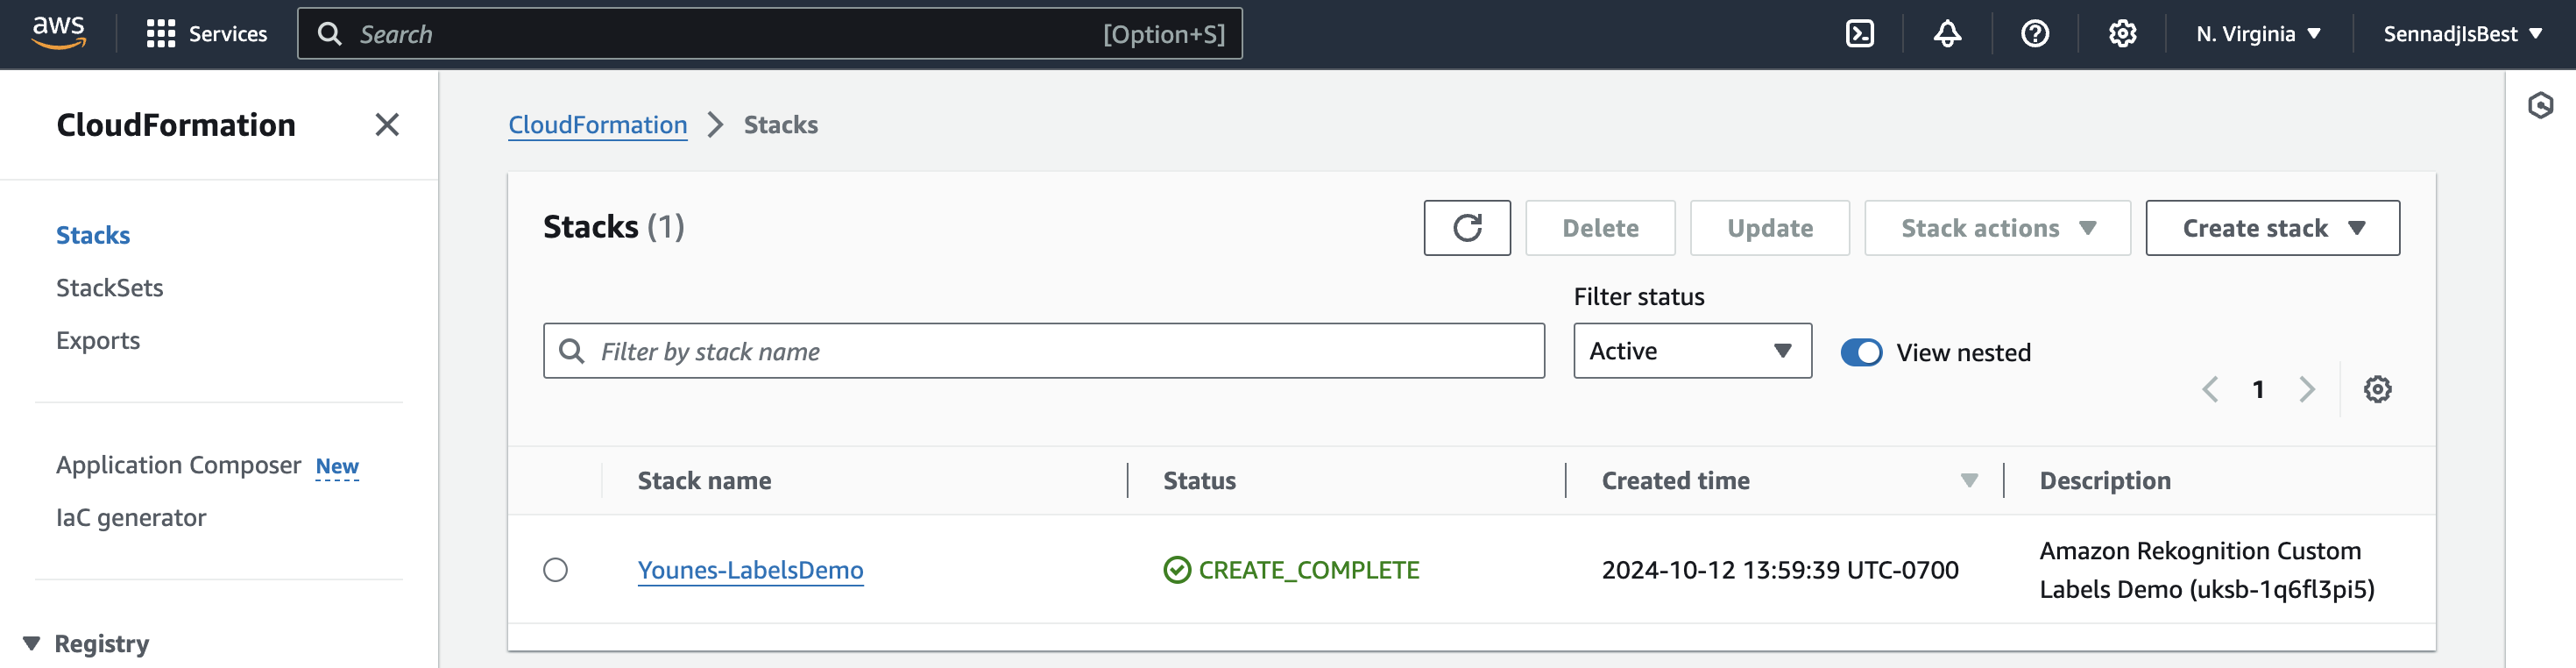 aws
Services
Search
[Option+S]
N. Virginia
SennadjIsBest
CloudFormation
Stacks
StackSets
Exports
Application Composer New
IaC generator
Registry
CloudFormation
Stacks
Stacks (1)
Delete
Update
Stack actions
Create stack
Filter status
Filter by stack name
Active
View nested
1
Stack name
Status
Created time
Description
Younes-LabelsDemo
CREATE_COMPLETE
2024-10-12 13:59:39 UTC-0700
Amazon Rekognition Custom
Labels Demo (uksb-1q6fl3pi5)